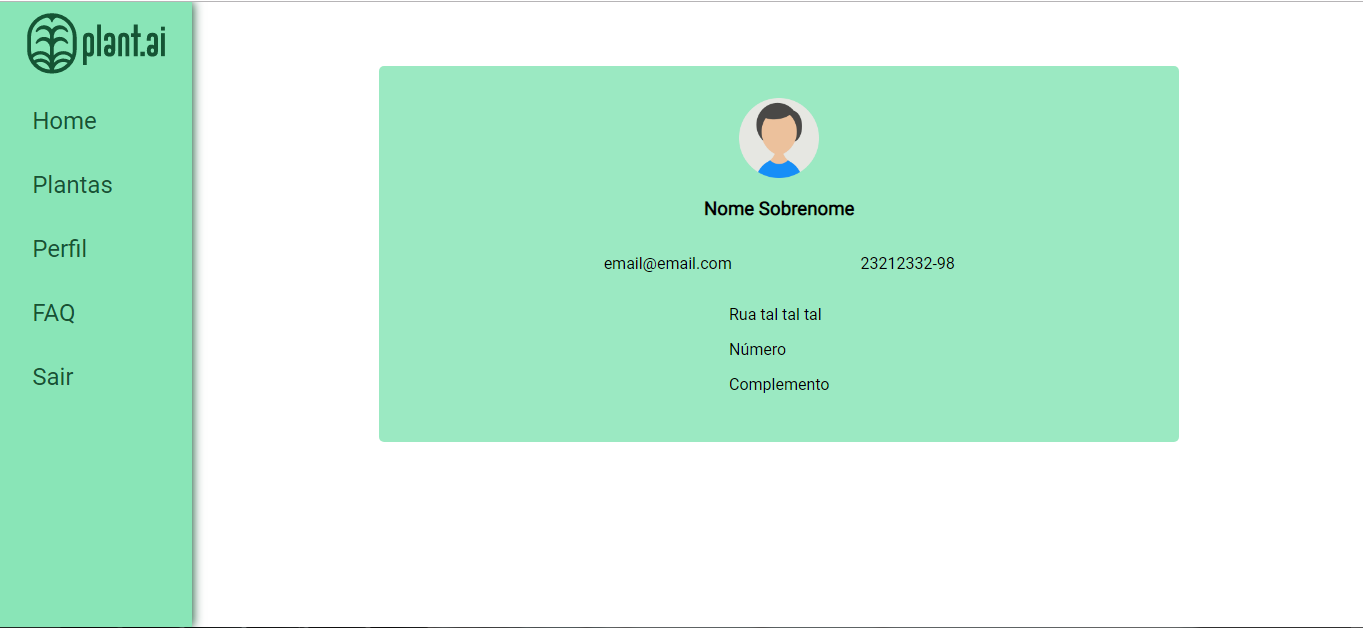 plant.ai
Home
Plantas
Perfil
FAQ
Sair
Nome Sobrenome
email@email.com 23212332-98
Rua tal tal tal
Número
Complemento